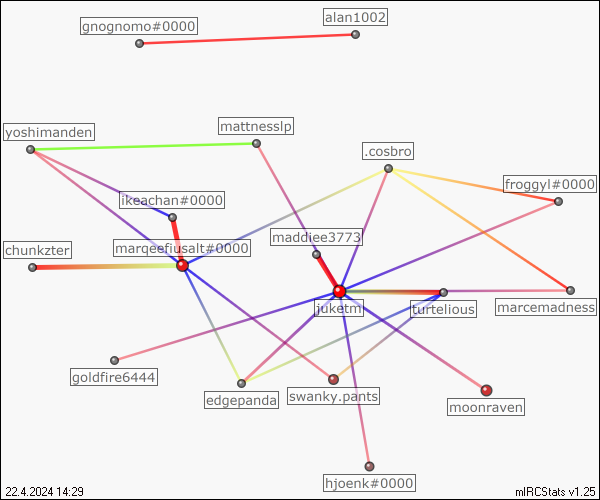 alan1002
gnognomo#0000
mattnesslp
yoshimanden
.cosbro
froggyl#0000
ikeachan#0000
maddiee3773
marqeefiusalt#0000
chunkzter
juketm
turtelious
marcemadness
goldfire6444
edgepanda
swanky.pants
moonraven
hjoenk#0000
22.4.2024 14:29
mIRCStats v1.25